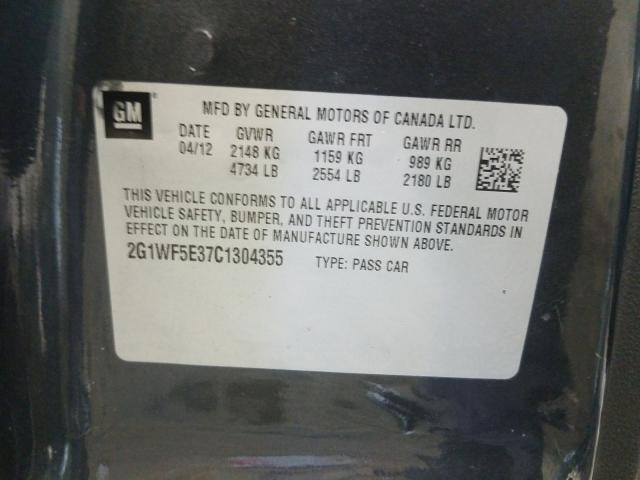 GM ®
MFD BY GENERAL MOTORS OF CANADA LTD.
DATE GVWR GAWR FRT GAWR RR
04/12 2148 KG 1159 KG 989 KG
4734 LB 2554 LB 2180 LB
THIS VEHICLE CONFORMS TO ALL APPLICABLE U.S. FEDERAL MOTOR
VEHICLE SAFETY, BUMPER, AND THEFT PREVENTION STANDARDS IN
EFFECT ON THE DATE OF MANUFACTURE SHOWN ABOVE.
2G1WF5E37C1304355 TYPE: PASS CAR